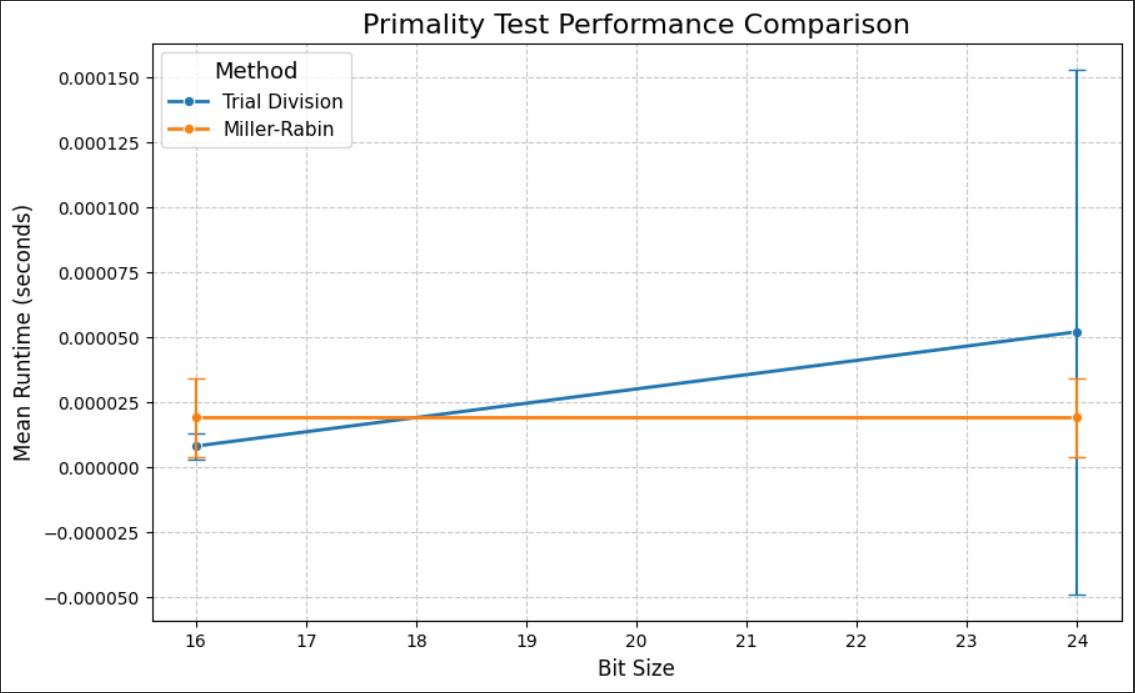 Primality Test Performance Comparison
Method
Trial Division
Miller-Rabin
Mean Runtime (seconds)
0.000150
0.000125
0.000100
0.000075
0.000050
0.000025
0.000000
−0.000025
−0.000050
16 17 18 19 20 21 22 23 24
Bit Size